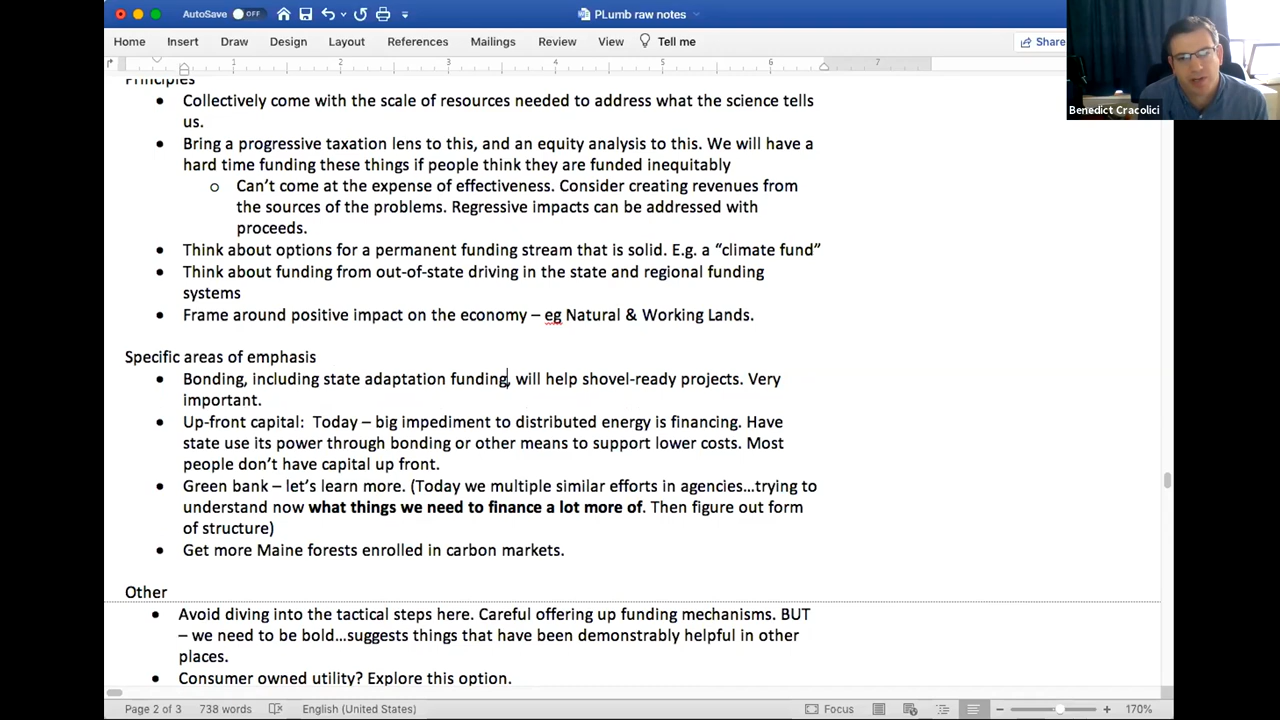 AutoSave OFF PLumb raw notes
Home Insert Draw Design Layout References Mailings Review View Tell me Share
1 2 3 4 5 6 7
Benedict Cracolici
Principles
• Collectively come with the scale of resources needed to address what the science tells
us.
• Bring a progressive taxation lens to this, and an equity analysis to this. We will have a
hard time funding these things if people think they are funded inequitably
o Can’t come at the expense of effectiveness. Consider creating revenues from
the sources of the problems. Regressive impacts can be addressed with
proceeds.
• Think about options for a permanent funding stream that is solid. E.g. a “climate fund”
• Think about funding from out-of-state driving in the state and regional funding
systems
• Frame around positive impact on the economy – eg Natural & Working Lands.
Specific areas of emphasis
• Bonding, including state adaptation funding, will help shovel-ready projects. Very
important.
• Up-front capital: Today – big impediment to distributed energy is financing. Have
state use its power through bonding or other means to support lower costs. Most
people don’t have capital up front.
• Green bank – let’s learn more. (Today we multiple similar efforts in agencies…trying to
understand now what things we need to finance a lot more of. Then figure out form
of structure)
• Get more Maine forests enrolled in carbon markets.
Other
• Avoid diving into the tactical steps here. Careful offering up funding mechanisms. BUT
– we need to be bold…suggests things that have been demonstrably helpful in other
places.
• Consumer owned utility? Explore this option.
Page 2 of 3 738 words English (United States) Focus 170%